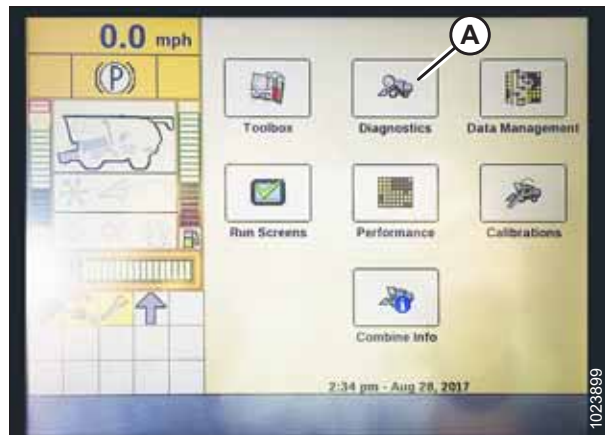 0.0 mph
A
(P)
Toolbox
Diagnostics
Data Management
Run Screens
Performance
Calibrations
Combine Info
2:34 pm - Aug 28, 2017
1023899